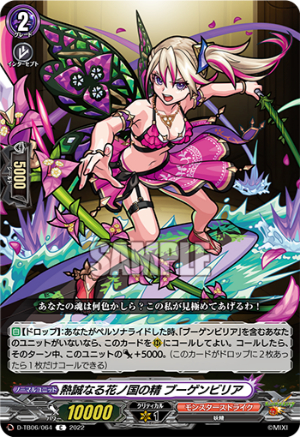 2
グレード
インターセプト
5000
シールド
SAMPLE
あなたの魂は何色かしら？この私が見極めてあげるわ！
【ドロップ】：あなたがペルソナライドした時、「ブーゲンビリア」を含むあなた
のユニットがいないなら、このカードをⓇにコールしてよい。コールしたら、
そのターン中、このユニットのパワー+5000。（このカードがドロップに2枚あった
ら1枚だけコールできる）
ノーマルユニット
熱誠なる花ノ国の精 ブーゲンビリア
D-TB06/064 C 2022
パワー
10000
クリティカル
1
モンスターストライク
妖精
©MIXI